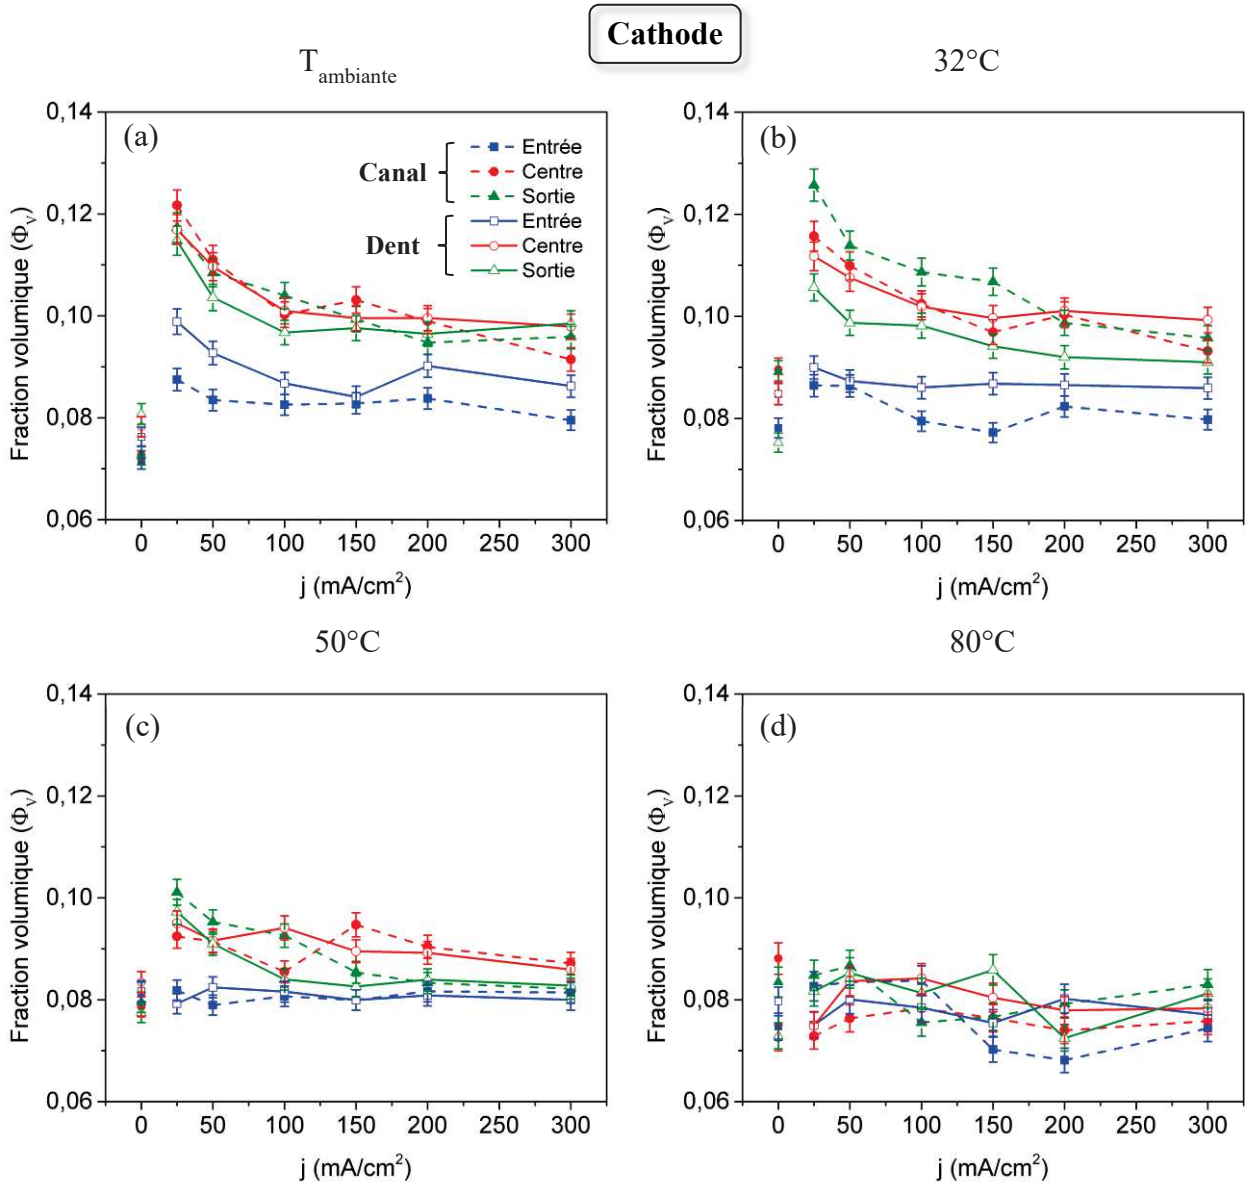 Cathode
T ambiante
32°C
(a)
Canal
Entrée
Centre
Sortie
Dent
Entrée
Centre
Sortie
0,14
0,12
0,10
0,08
0,06
Fraction volumique (Φv)
0 50 100 150 200 250 300
j (mA/cm²)
(b)
0,14
0,12
0,10
0,08
0,06
Fraction volumique (Φv)
0 50 100 150 200 250 300
j (mA/cm²)
50°C
80°C
(c)
0,14
0,12
0,10
0,08
0,06
Fraction volumique (Φv)
0 50 100 150 200 250 300
j (mA/cm²)
(d)
0,14
0,12
0,10
0,08
0,06
Fraction volumique (Φv)
0 50 100 150 200 250 300
j (mA/cm²)